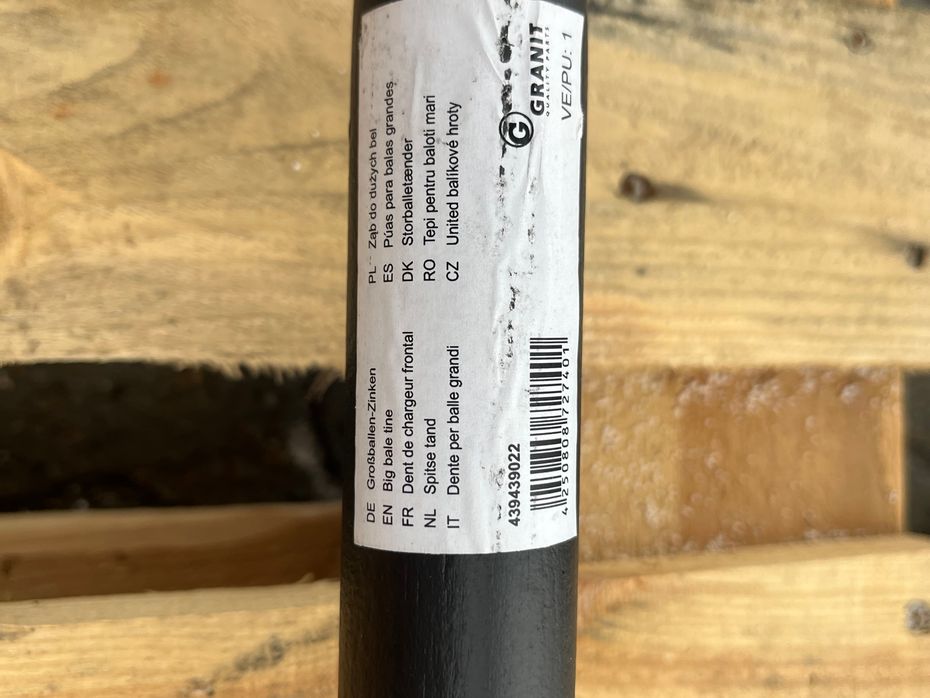 DE Großballen-Zinken
EN Big bale tine
FR Dent de chargeur frontal
NL Spitse tand
IT Dente per balle grandi
PL Ząb do dużych bel
ES Púas para balas grandes
DK Storballetænder
RO Tepi pentru baloti mari
CZ United balíkové hroty
439439022
4250808727401
G GRANIT
QUALITY PARTS
VE/PU: 1